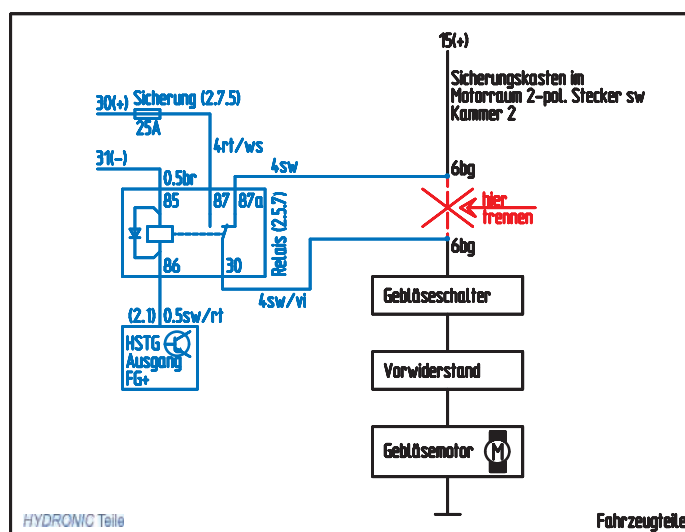 15(+)
Sicherungskasten im
Motorraum 2-pol. Stecker sw
Kammer 2
30(+) Sicherung (2.7.5)
25A
4rt/ws
31(-)
4sw
6bg
0.5br
85 87 87a
hier
trennen
Relais (2.5.7)
86 30
6bg
4sw/vi
Gebläseschalter
(2.1) 0.5sw/rt
HSTG
Ausgang
FG+
Vorwiderstand
Gebläsemotor M
HYDRONIC Teile
Fahrzeugteile